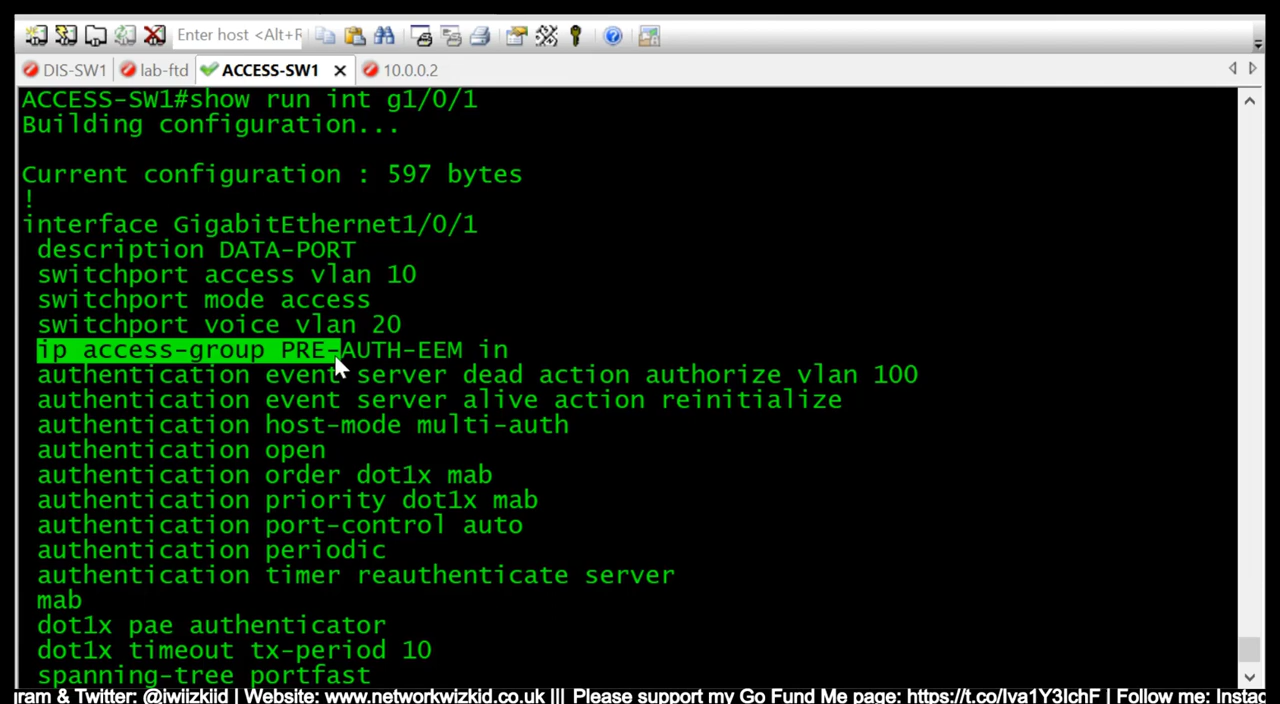 Enter host <Alt+R
DIS-SW1 lab-ftd ACCESS-SW1 10.0.0.2
ACCESS-SW1#show run int g1/0/1
Building configuration...
Current configuration : 597 bytes
!
interface GigabitEthernet1/0/1
description DATA-PORT
switchport access vlan 10
switchport mode access
switchport voice vlan 20
ip access-group PRE-AUTH-EEM in
authentication event server dead action authorize vlan 100
authentication event server alive action reinitialize
authentication host-mode multi-auth
authentication open
authentication order dot1x mab
authentication priority dot1x mab
authentication port-control auto
authentication periodic
authentication timer reauthenticate server
mab
dot1x pae authenticator
dot1x timeout tx-period 10
spanning-tree portfast
gram & Twitter: @iwiizkiid | Website: www.networkwizkid.co.uk ||| Please support my Go Fund Me page: https://t.co/Iva1Y3IchF | Follow me: Instag